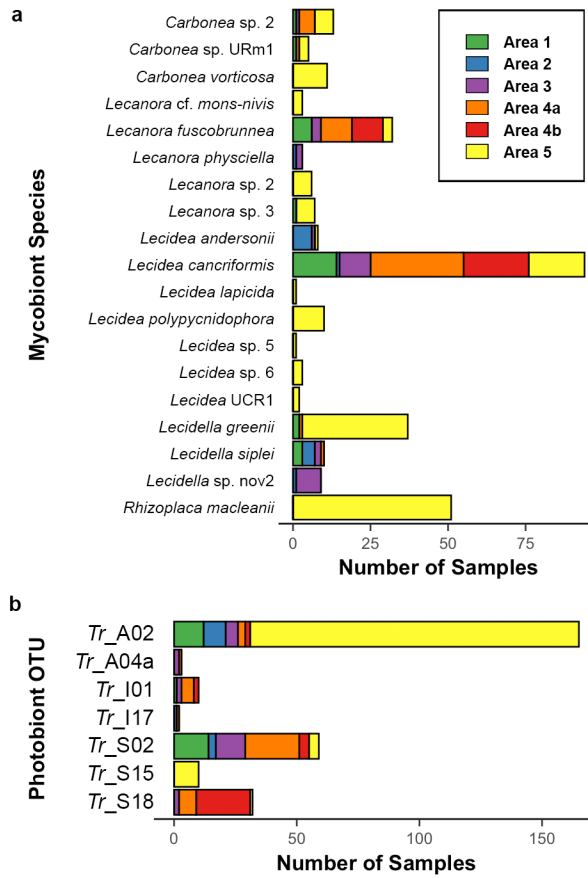 a
Carbonea sp. 2
Carbonea sp. URm1
Carbonea vorticosa
Lecanora cf. mons-nivis
Lecanora fuscobrunnea
Lecanora physciella
Lecanora sp. 2
Lecanora sp. 3
Lecidea andersonii
Lecidea cancriformis
Lecidea lapicida
Lecidea polypycnidophora
Lecidea sp. 5
Lecidea sp. 6
Lecidea UCR1
Lecidella greenii
Lecidella siplei
Lecidella sp. nov2
Rhizoplaca macleanii
Mycobiont Species
0 25 50 75
Number of Samples
Area 1
Area 2
Area 3
Area 4a
Area 4b
Area 5
b
Tr_A02
Tr_A04a
Tr_I01
Tr_I17
Tr_S02
Tr_S15
Tr_S18
Photobiont OTU
0 50 100 150
Number of Samples